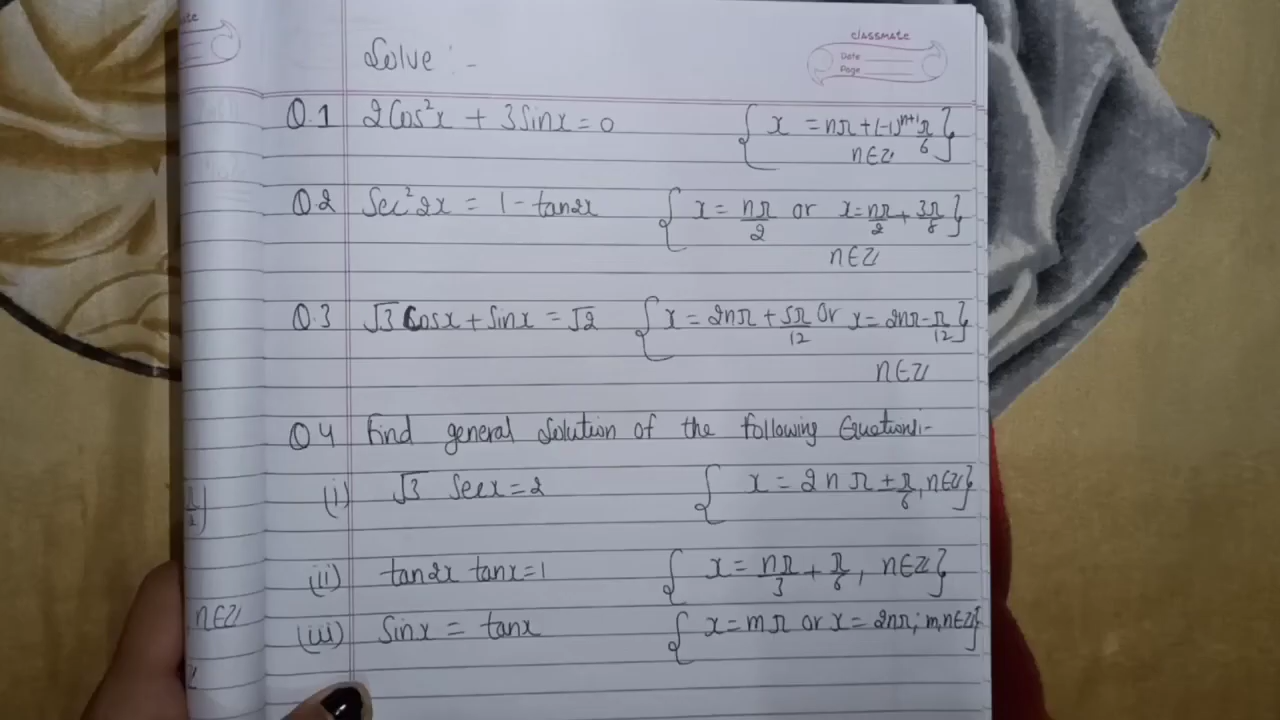 ate
classmate
Date
Page
Solve :-
Q.1 2Cos²x + 3Sinx = 0 { x = nπ + (-1)ⁿ⁺¹ π/6 }
n∈Z
Q.2 Sec²2x = 1 - tan2x { x = nπ/2 or x = nπ/2 + 3π/8 }
n∈Z
Q.3 √3 Cosx + Sinx = √2 { x = 2nπ + 5π/12 Or x = 2nπ - π/12 }
n∈Z
Q 4 Find general Solution of the following Equations:-
(i) √3 Secx = 2 { x = 2nπ ± π/6, n∈Z }
(ii) tan2x tanx = 1 { x = nπ/3 + π/6, n∈Z }
n∈Z
(iii) Sinx = tanx { x = mπ or x = 2nπ; m,n∈Z }